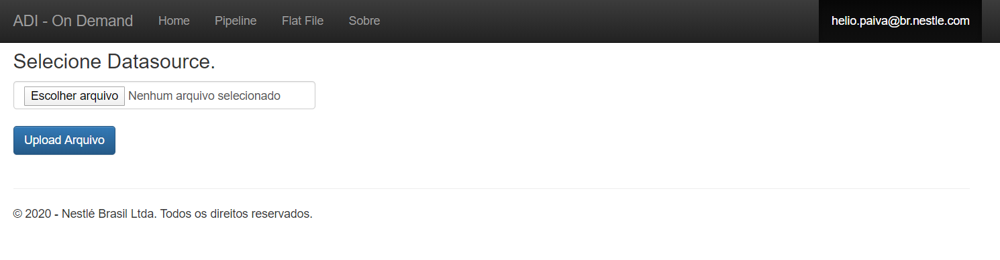 ADI - On Demand Home Pipeline Flat File Sobre helio.paiva@br.nestle.com
Selecione Datasource.
Escolher arquivo Nenhum arquivo selecionado
Upload Arquivo
© 2020 - Nestlé Brasil Ltda. Todos os direitos reservados.